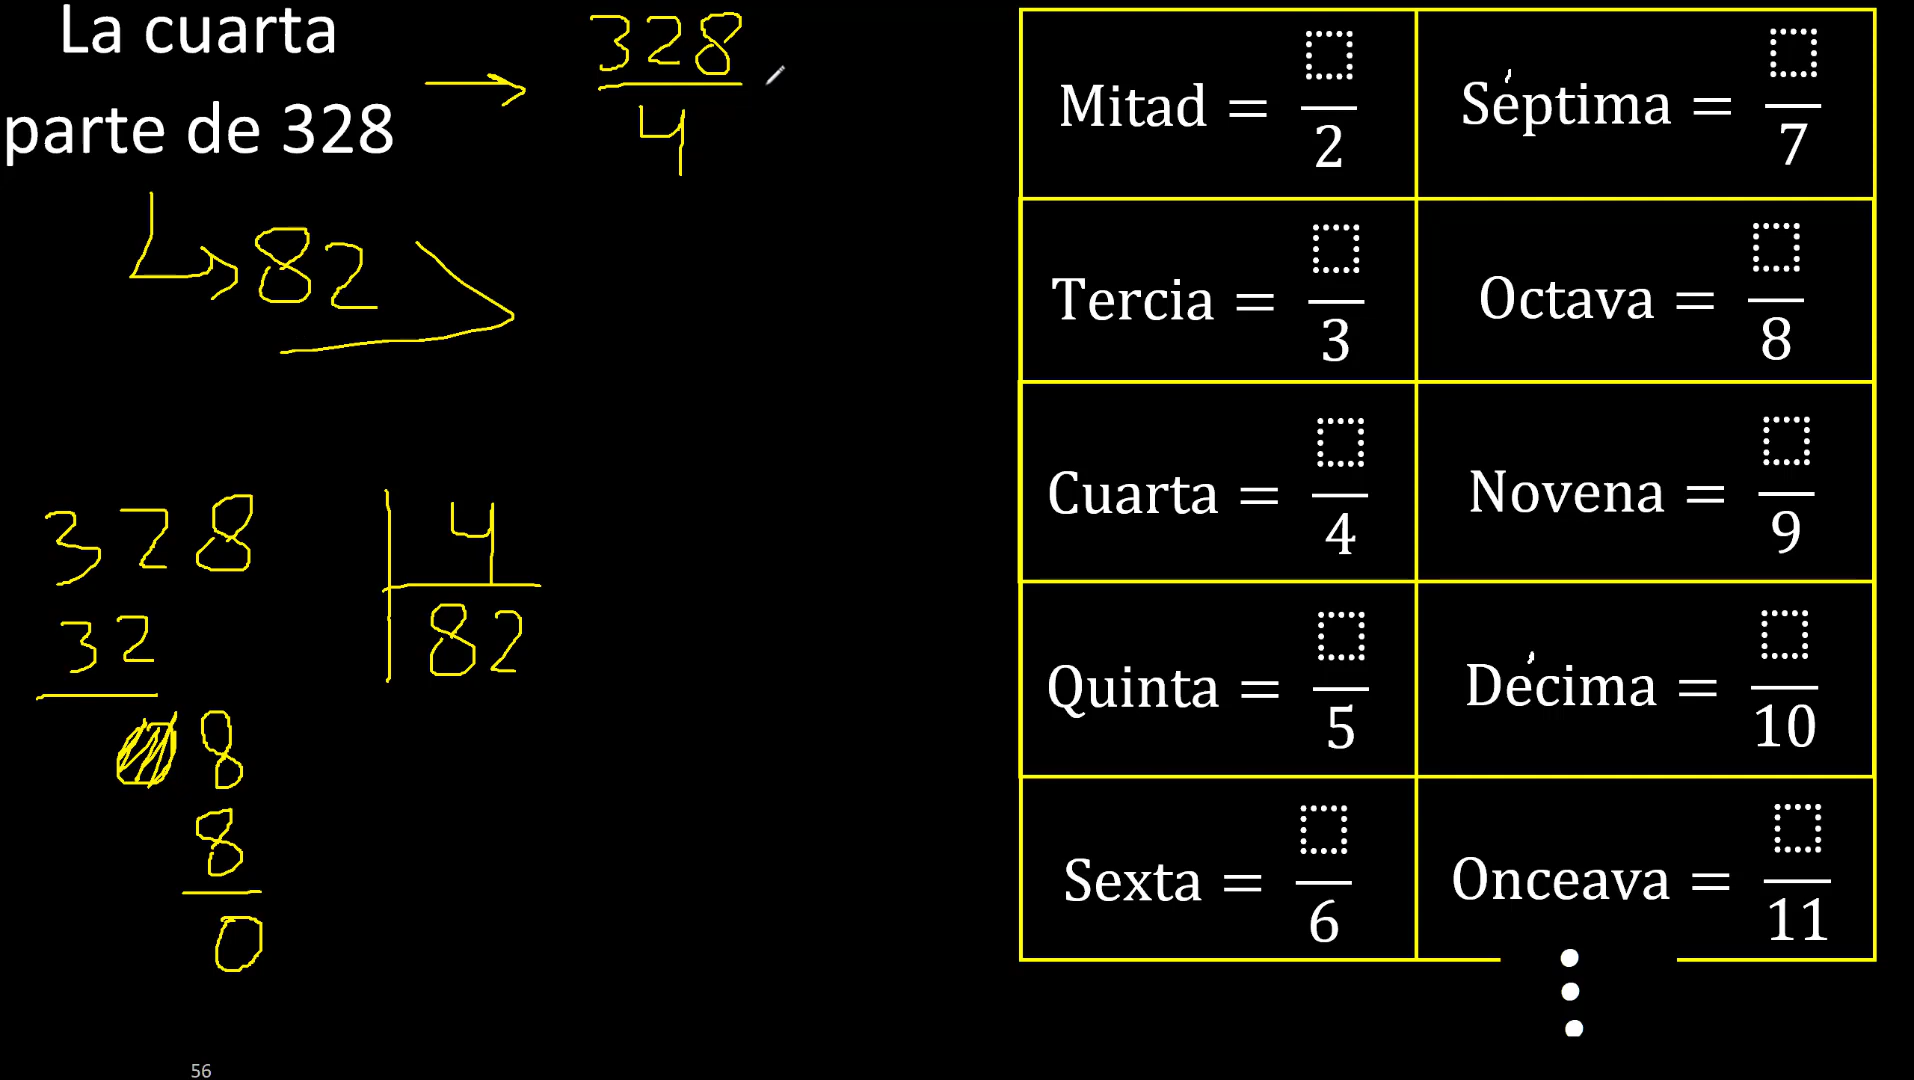 La cuarta
parte de 328
328
4
82
328 4
32 82
8
8
0
Mitad = 2
Séptima = 7
Tercia = 3
Octava = 8
Cuarta = 4
Novena = 9
Quinta = 5
Décima = 10
Sexta = 6
Onceava = 11
56